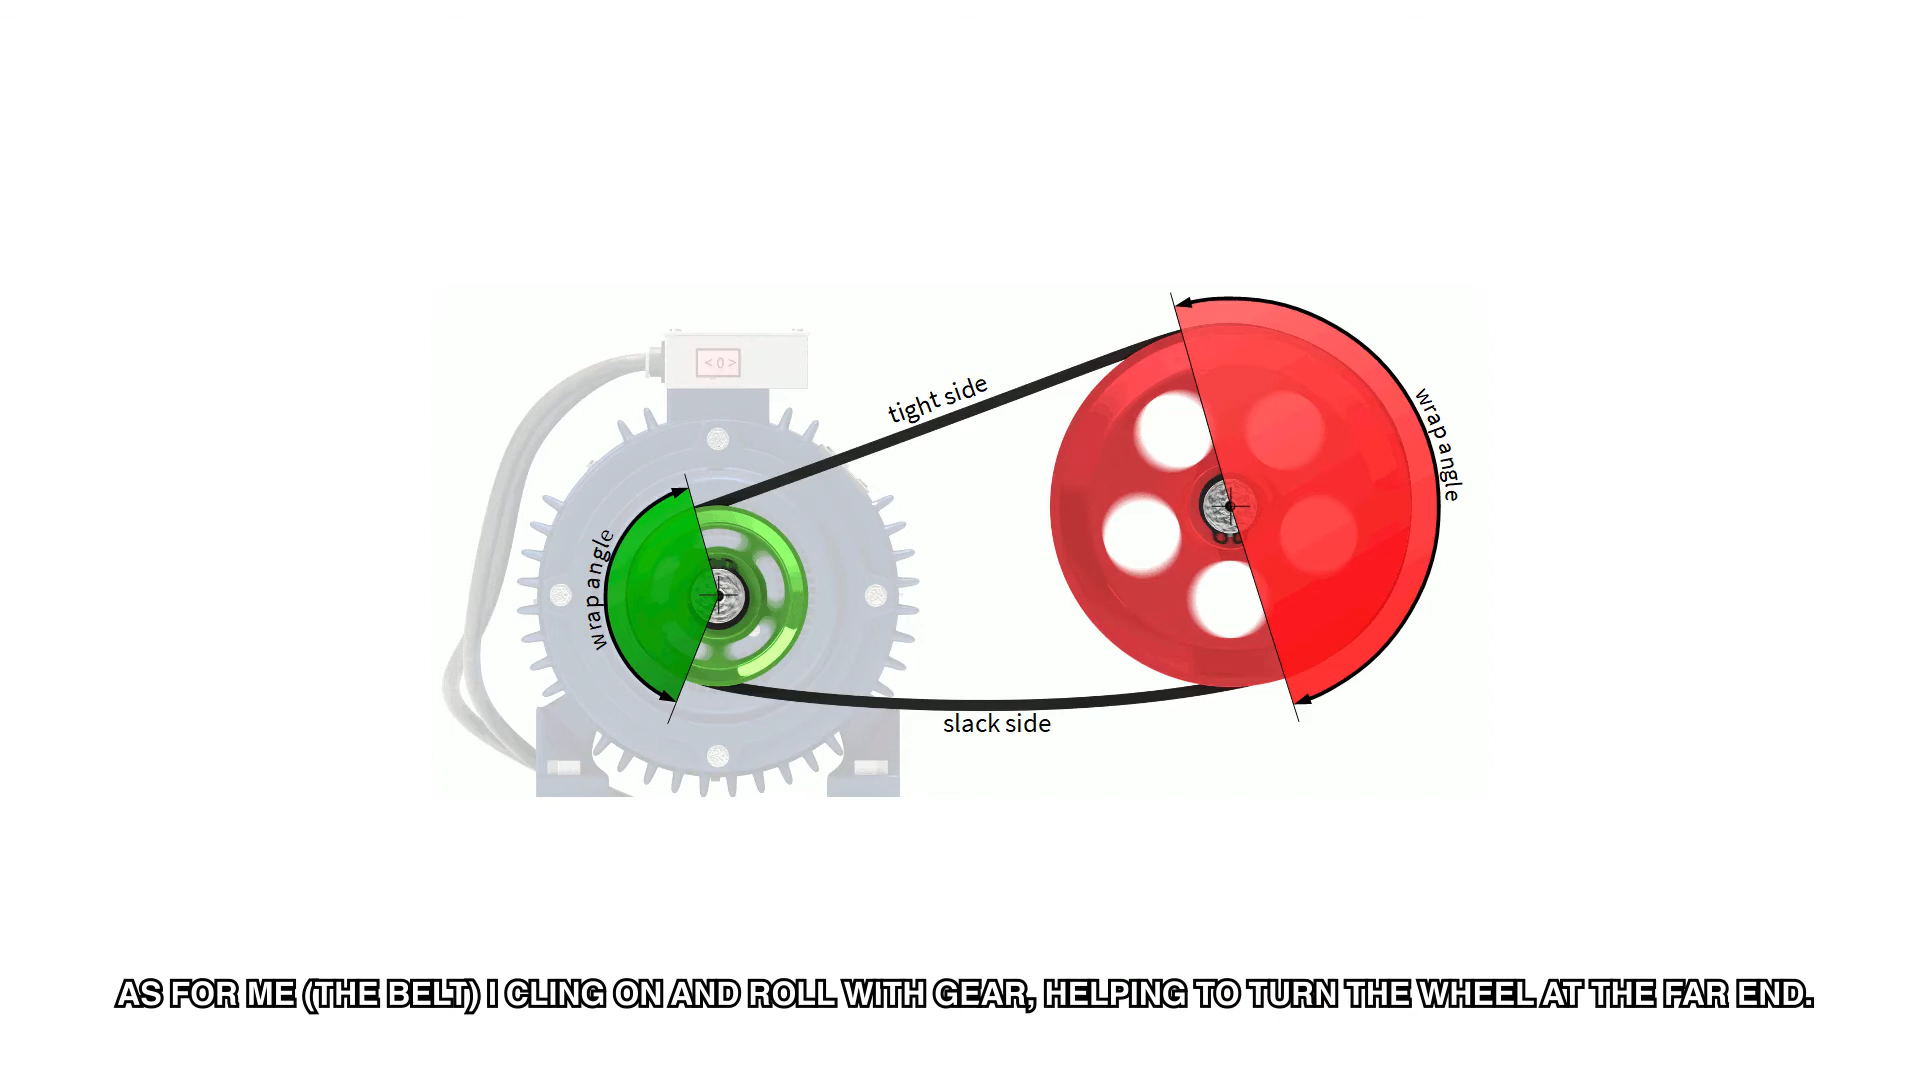 <0>
tight side
wrap angle
wrap angle
slack side
AS FOR ME (THE BELT) I CLING ON AND ROLL WITH GEAR, HELPING TO TURN THE WHEEL AT THE FAR END.